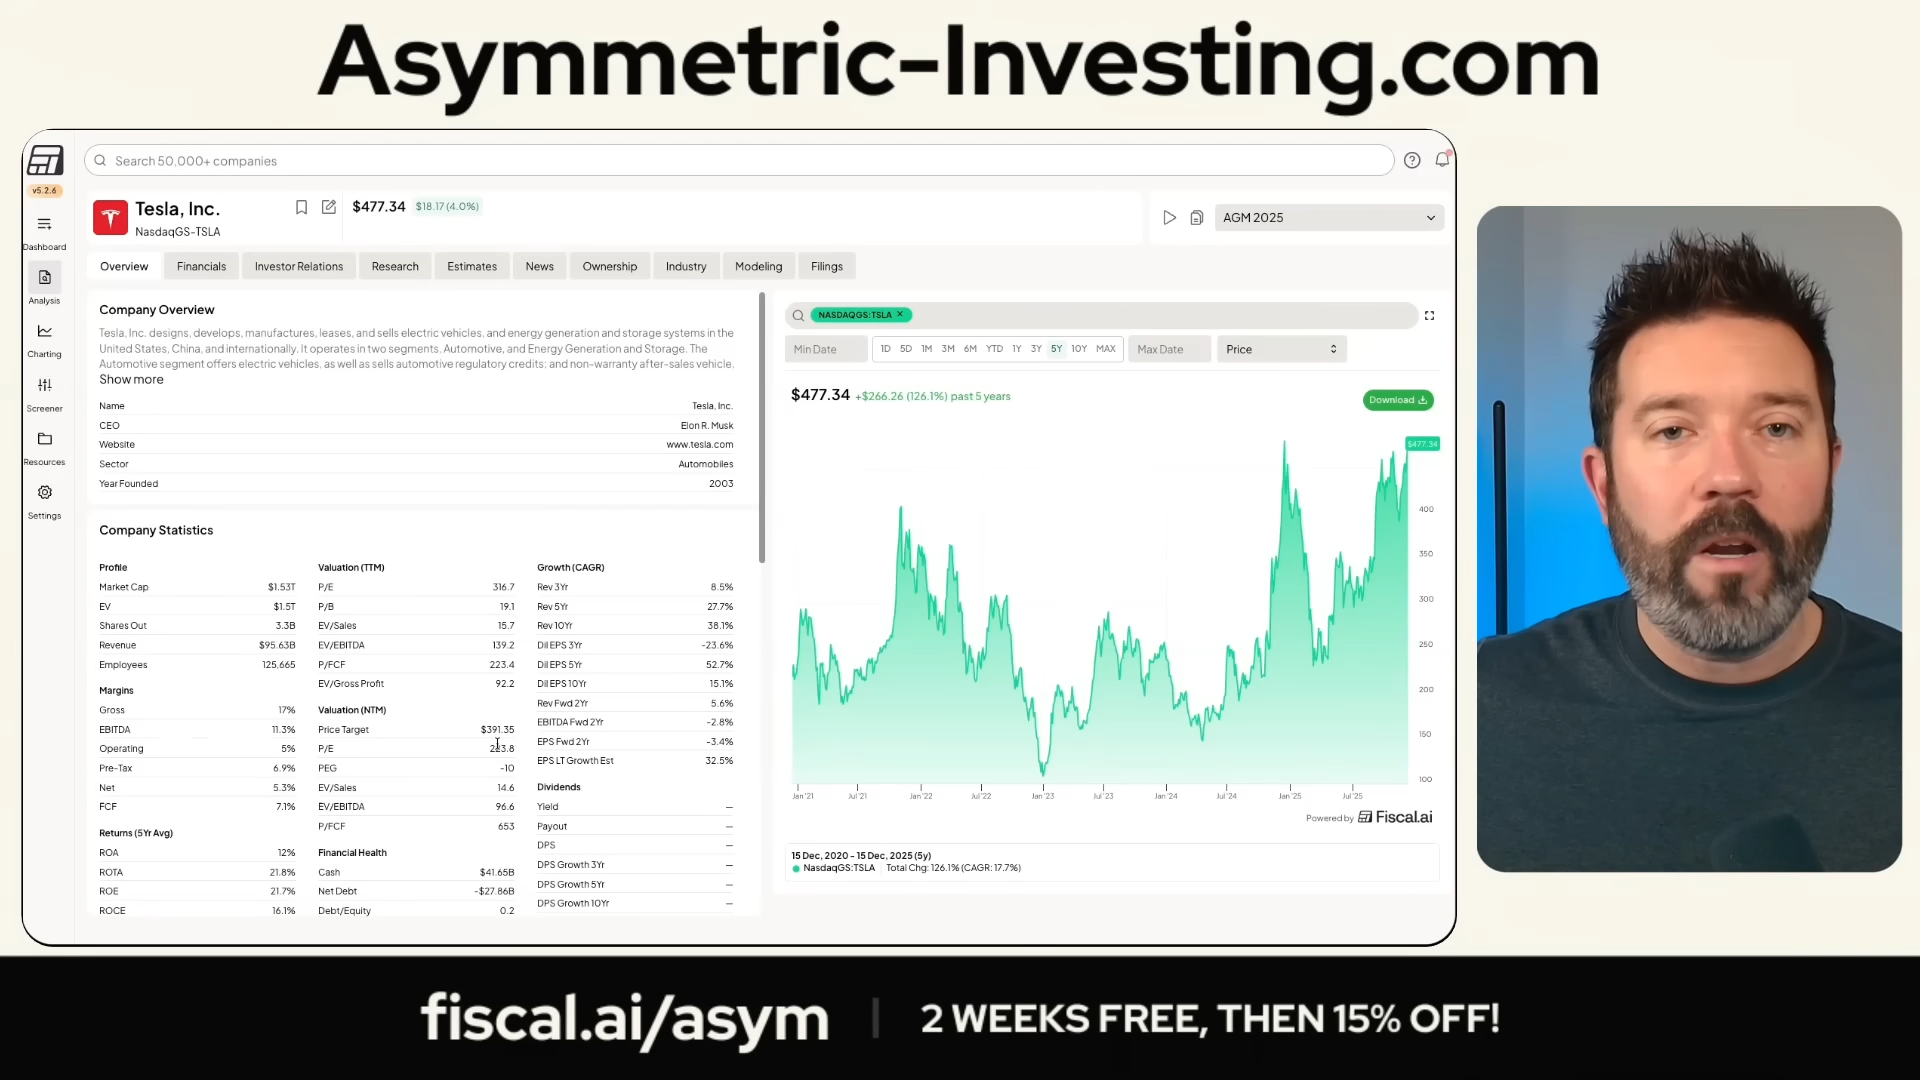 Asymmetric-Investing.com
Search 50,000+ companies
v5.2.6
Dashboard
Analysis
Charting
Screener
Resources
Settings
Tesla, Inc.
NasdaqGS-TSLA
$477.34 $18.17 (4.0%)
AGM 2025
Overview Financials Investor Relations Research Estimates News Ownership Industry Modeling Filings
Company Overview
Tesla, Inc. designs, develops, manufactures, leases, and sells electric vehicles, and energy generation and storage systems in the
United States, China, and internationally. It operates in two segments, Automotive, and Energy Generation and Storage. The
Automotive segment offers electric vehicles, as well as sells automotive regulatory credits; and non-warranty after-sales vehicle,
Show more
Name Tesla, Inc.
CEO Elon R. Musk
Website www.tesla.com
Sector Automobiles
Year Founded 2003
Company Statistics
Profile
Market Cap $1.53T
EV $1.5T
Shares Out 3.3B
Revenue $95.63B
Employees 125,665
Margins
Gross 17%
EBITDA 11.3%
Operating 5%
Pre-Tax 6.9%
Net 5.3%
FCF 7.1%
Returns (5Yr Avg)
ROA 12%
ROTA 21.8%
ROE 21.7%
ROCE 16.1%
Valuation (TTM)
P/E 316.7
P/B 19.1
EV/Sales 15.7
EV/EBITDA 139.2
P/FCF 223.4
EV/Gross Profit 92.2
Valuation (NTM)
Price Target $391.35
P/E 223.8
PEG -10
EV/Sales 14.6
EV/EBITDA 96.6
P/FCF 653
Financial Health
Cash $41.65B
Net Debt -$27.86B
Debt/Equity 0.2
Growth (CAGR)
Rev 3Yr 8.5%
Rev 5Yr 27.7%
Rev 10Yr 38.1%
Dil EPS 3Yr -23.6%
Dil EPS 5Yr 52.7%
Dil EPS 10Yr 15.1%
Rev Fwd 2Yr 5.6%
EBITDA Fwd 2Yr -2.8%
EPS Fwd 2Yr -3.4%
EPS LT Growth Est 32.5%
Dividends
Yield —
Payout —
DPS —
DPS Growth 3Yr —
DPS Growth 5Yr —
DPS Growth 10Yr —
NASDAQGS:TSLA ×
Min Date 1D 5D 1M 3M 6M YTD 1Y 3Y 5Y 10Y MAX Max Date Price
$477.34 +$266.26 (126.1%) past 5 years
Download
$477.34
400
350
300
250
200
150
100
Jan '21 Jul '21 Jan '22 Jul '22 Jan '23 Jul '23 Jan '24 Jul '24 Jan '25 Jul '25
Powered by Fiscal.ai
15 Dec, 2020 - 15 Dec, 2025 (5y)
NasdaqGS:TSLA Total Chg: 126.1% (CAGR: 17.7%)
fiscal.ai/asym | 2 WEEKS FREE, THEN 15% OFF!